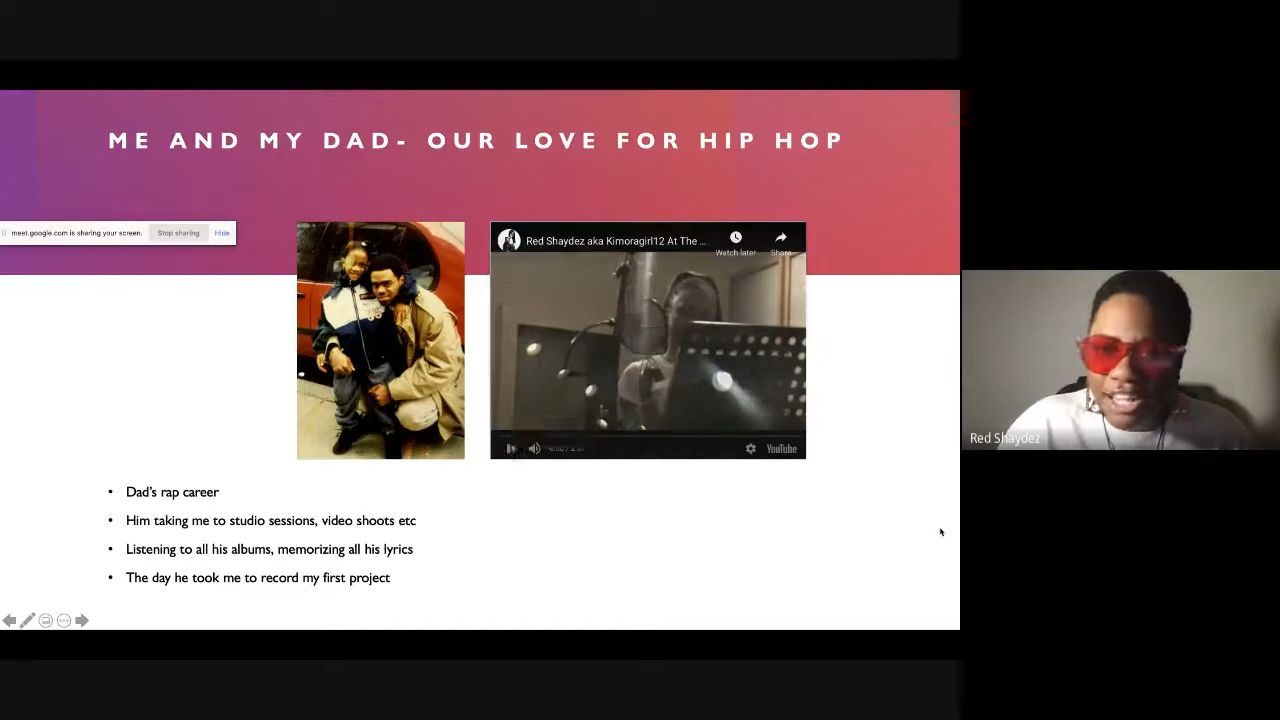 ME AND MY DAD- OUR LOVE FOR HIP HOP
meet.google.com is sharing your screen. Stop sharing Hide
Red Shaydez aka Kimoragirl12 At The ...
Watch later Share
YouTube
Red Shaydez
• Dad's rap career
• Him taking me to studio sessions, video shoots etc
• Listening to all his albums, memorizing all his lyrics
• The day he took me to record my first project